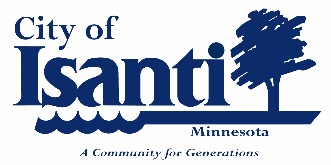 City of
Isanti
Minnesota
A Community for Generations